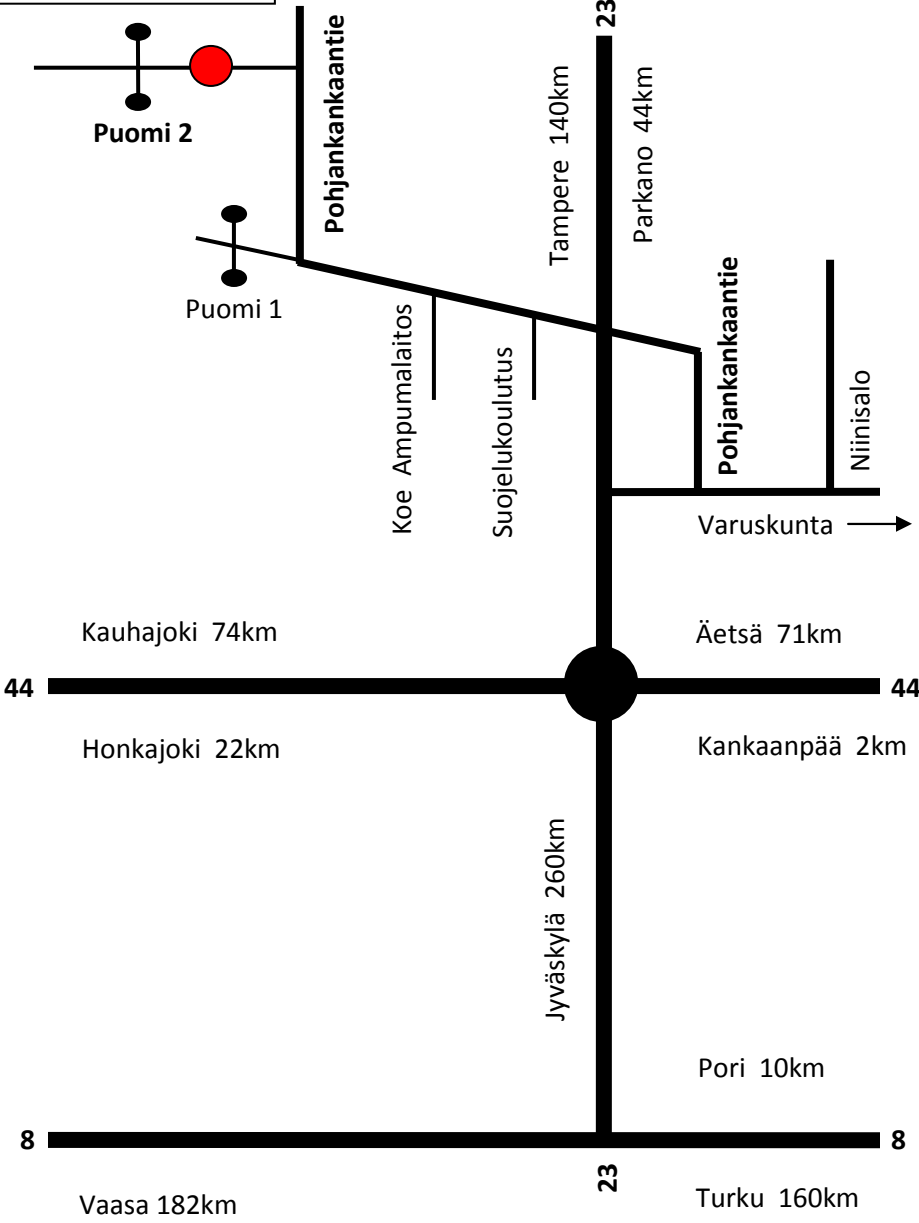 23
Puomi 2
Pohjankankaantie
Tampere 140km
Parkano 44km
Puomi 1
Koe Ampumalaitos
Suojelukoulutus
Pohjankankaantie
Niinisalo
Varuskunta
Kauhajoki 74km
Äetsä 71km
44
44
Honkajoki 22km
Kankaanpää 2km
Jyväskylä 260km
Pori 10km
8
8
23
Vaasa 182km
Turku 160km